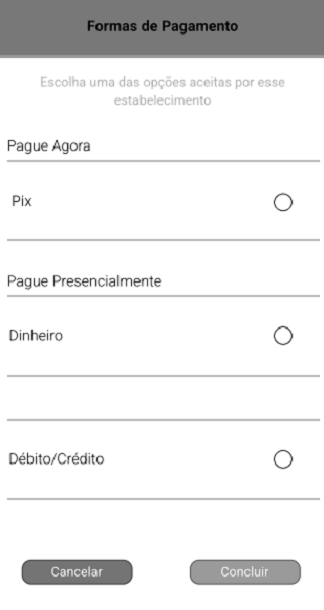 Formas de Pagamento
Escolha uma das opções aceitas por esse
estabelecimento
Pague Agora
Pix
Pague Presencialmente
Dinheiro
Débito/Crédito
Cancelar
Concluir